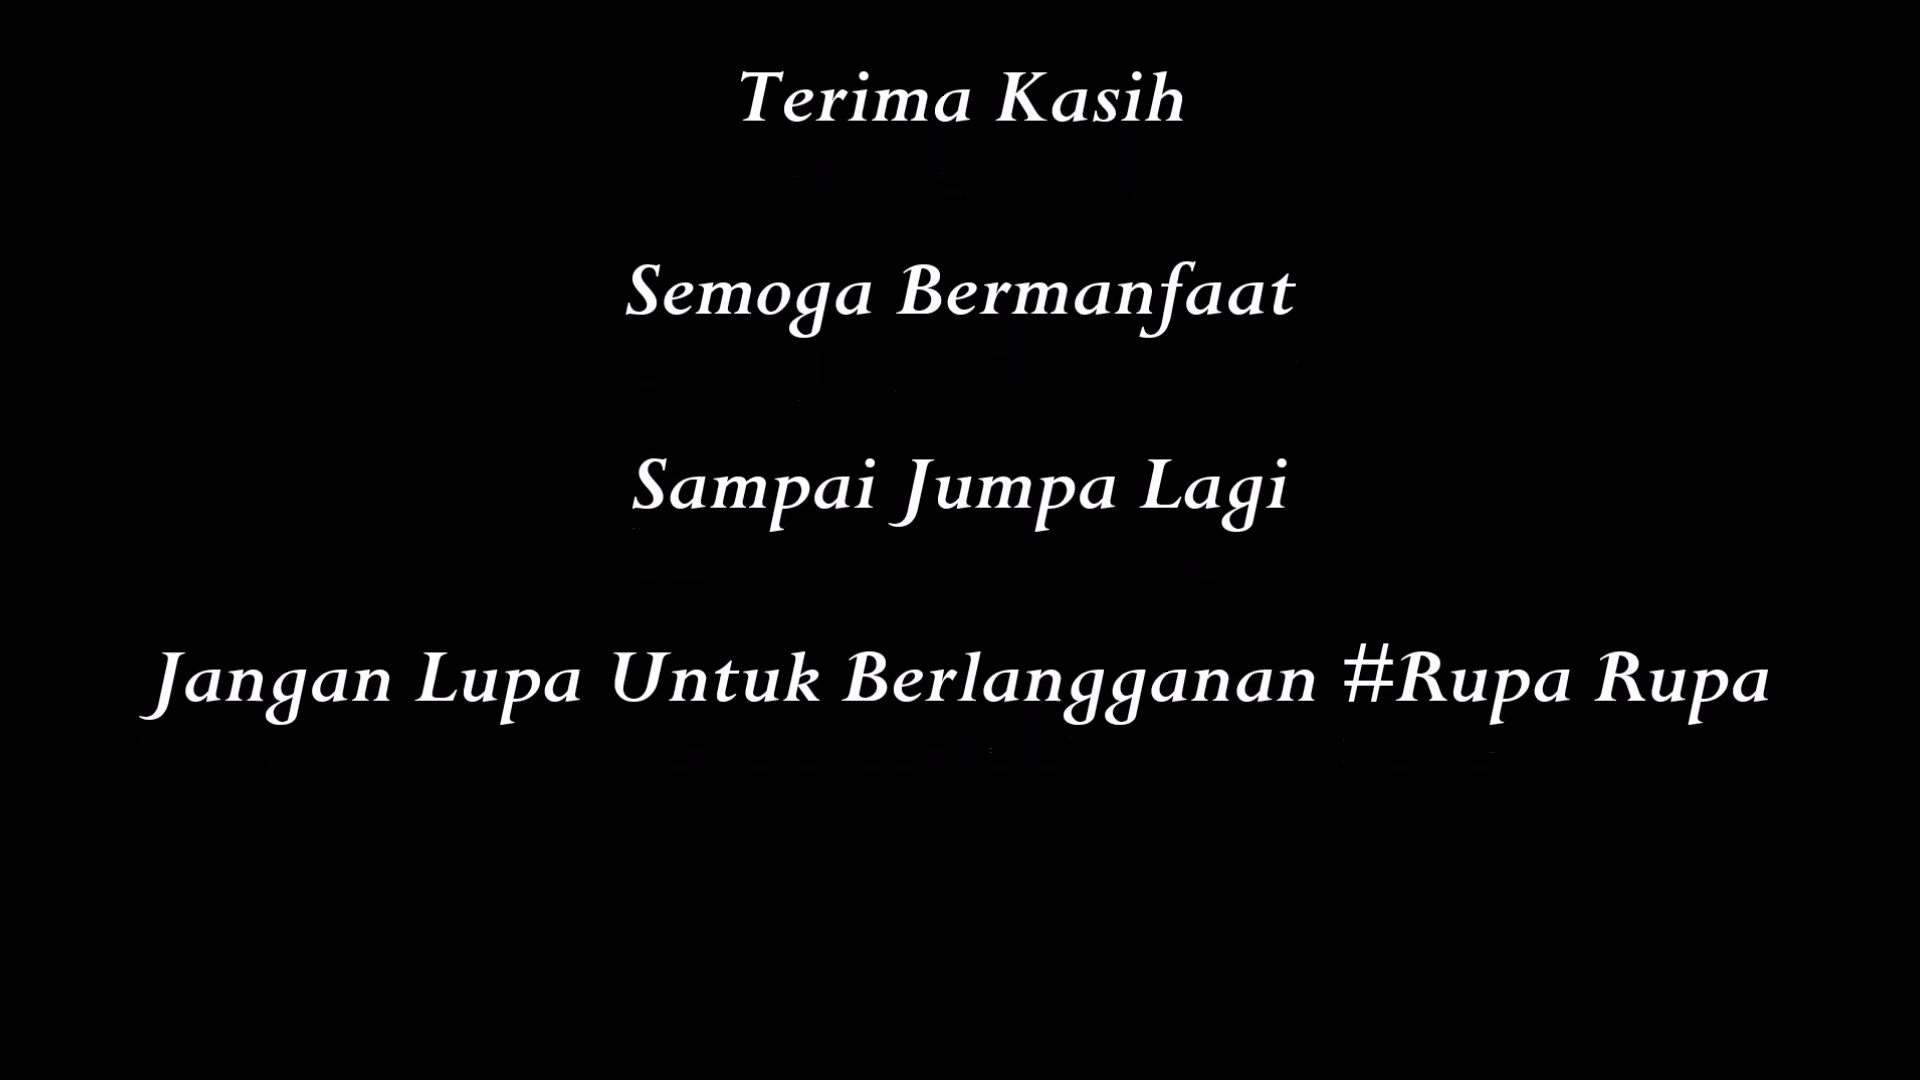 Terima Kasih
Semoga Bermanfaat
Sampai Jumpa Lagi
Jangan Lupa Untuk Berlangganan #Rupa Rupa